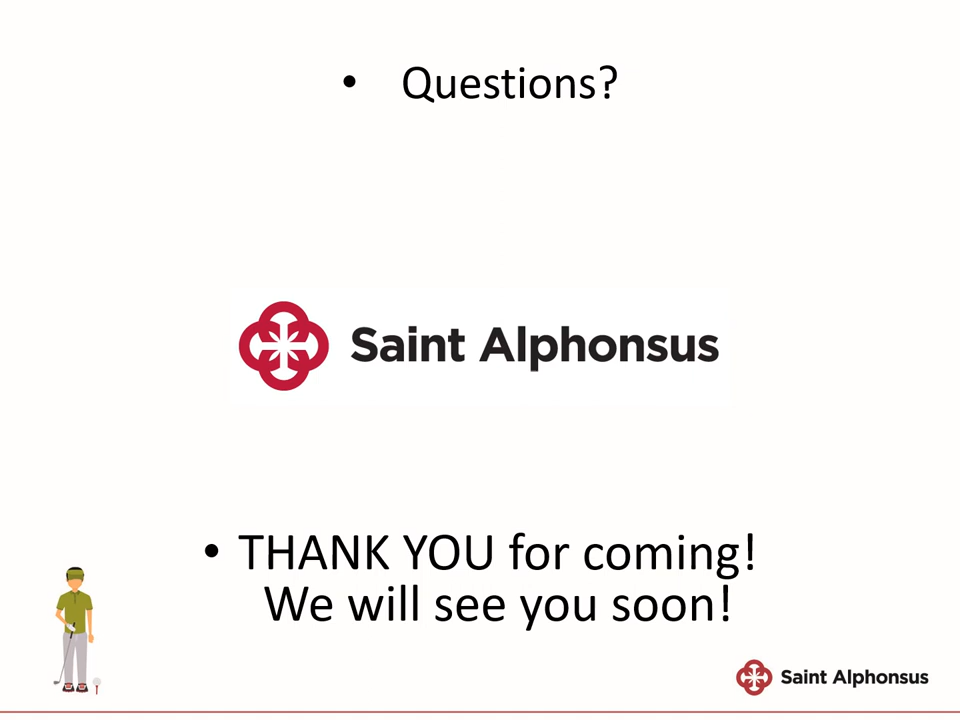 • Questions?
Saint Alphonsus
• THANK YOU for coming!
We will see you soon!
Saint Alphonsus